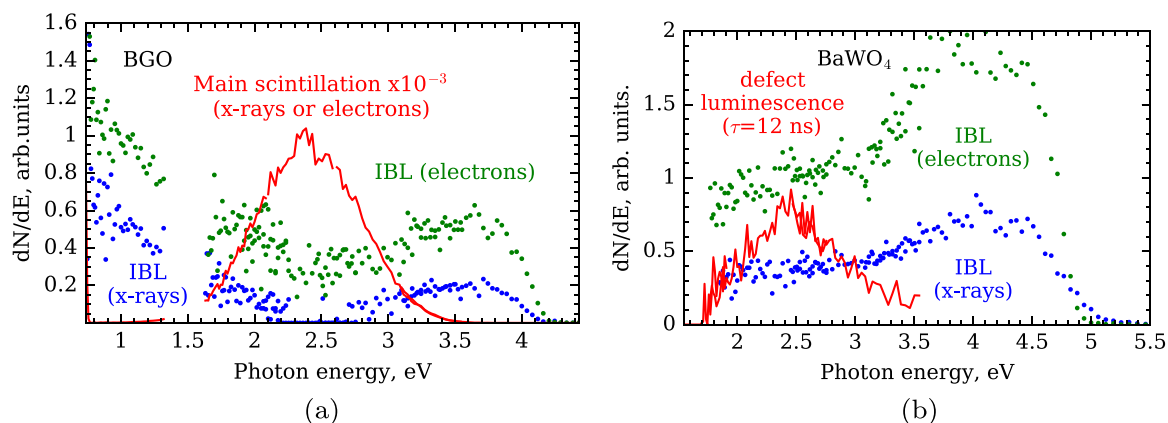 1.6
1.4
1.2
1
0.8
0.6
0.4
0.2
dN/dE, arb.units
BGO
Main scintillation x10⁻³
(x-rays or electrons)
IBL (electrons)
IBL
(x-rays)
1 1.5 2 2.5 3 3.5 4
Photon energy, eV
(a)
2
1.5
1
0.5
0
dN/dE, arb. units.
BaWO₄
defect
luminescence
(τ=12 ns)
IBL
(electrons)
IBL
(x-rays)
2 2.5 3 3.5 4 4.5 5 5.5
Photon energy, eV
(b)